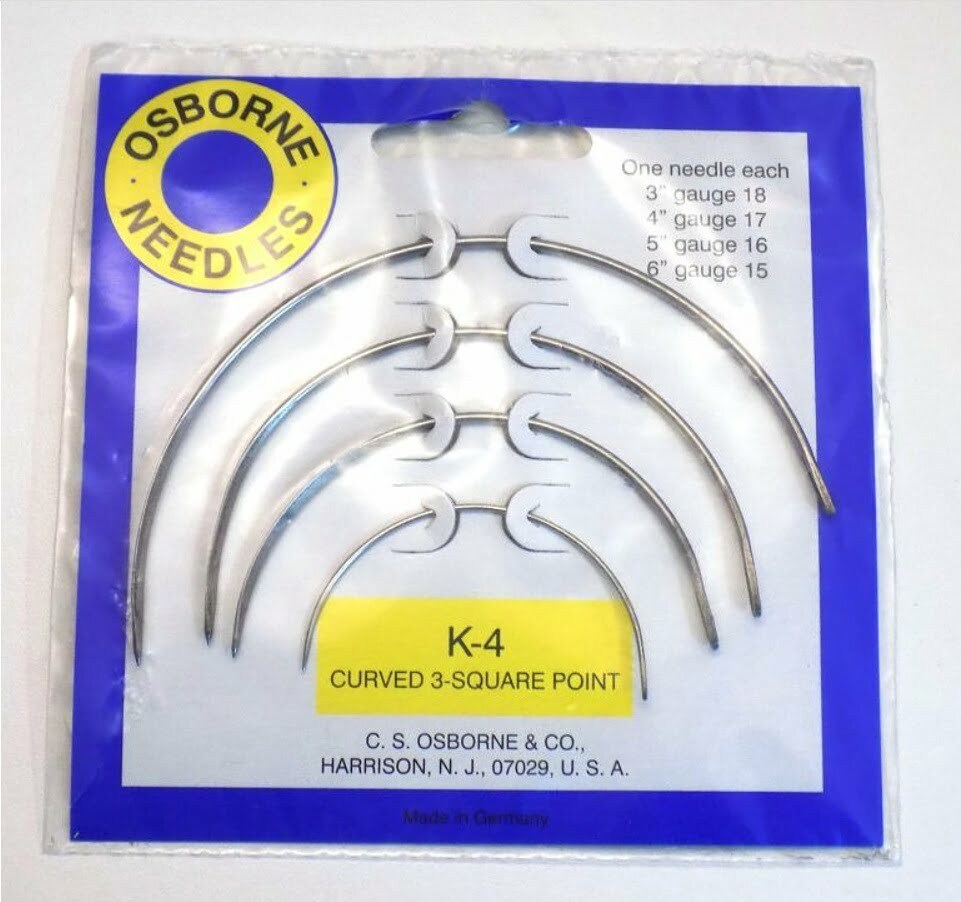 OSBORNE
NEEDLES
One needle each
3” gauge 18
4” gauge 17
5” gauge 16
6” gauge 15
K-4
CURVED 3-SQUARE POINT
C. S. OSBORNE & CO.,
HARRISON, N. J., 07029, U. S. A.
Made in Germany